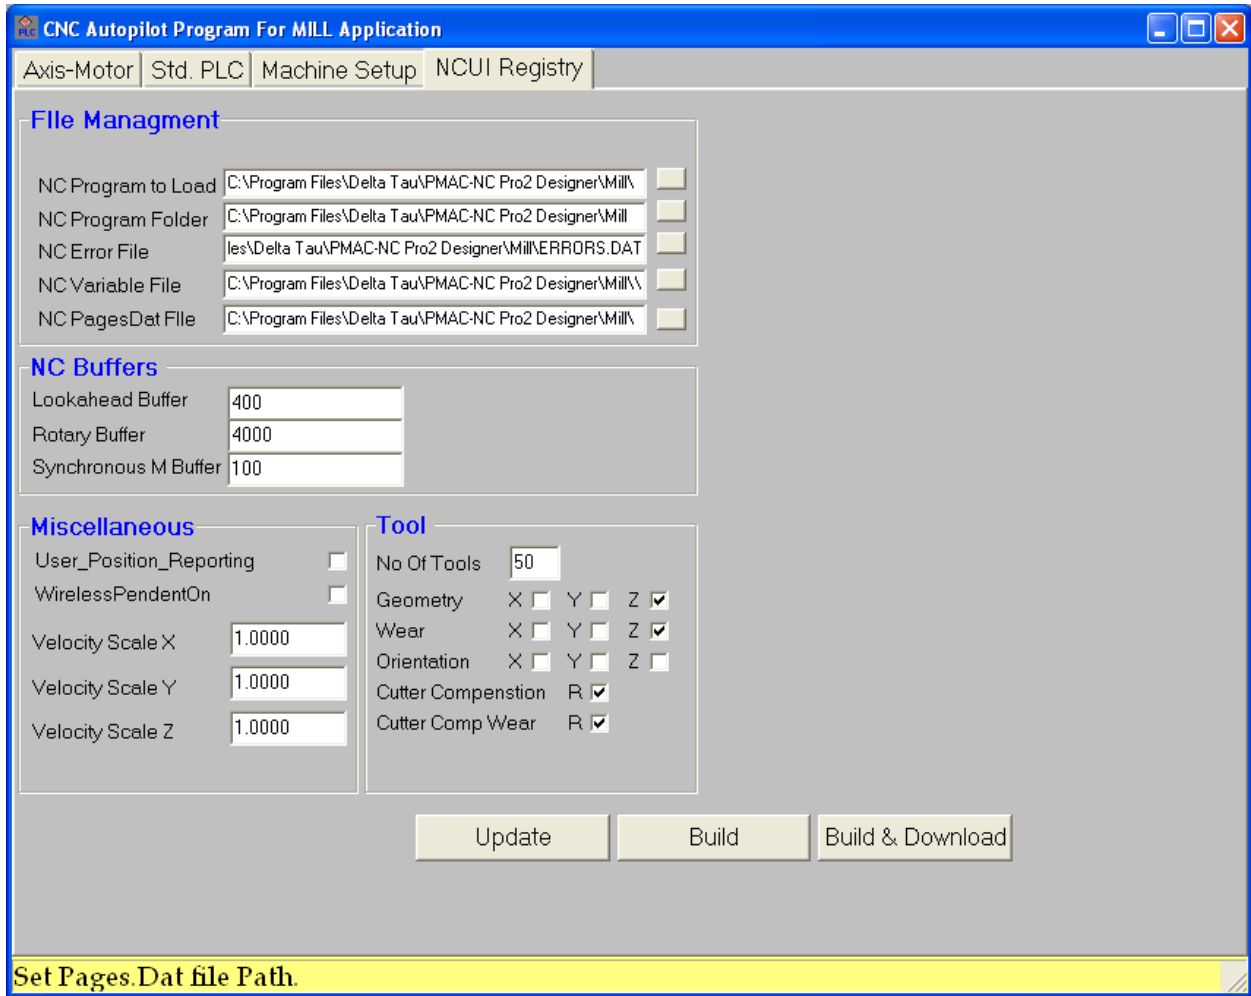 CNC Autopilot Program For MILL Application
Axis-Motor Std. PLC Machine Setup NCUI Registry
FIle Managment
NC Program to Load C:\Program Files\Delta Tau\PMAC-NC Pro2 Designer\Mill\
NC Program Folder C:\Program Files\Delta Tau\PMAC-NC Pro2 Designer\Mill
NC Error File les\Delta Tau\PMAC-NC Pro2 Designer\Mill\ERRORS.DAT
NC Variable File C:\Program Files\Delta Tau\PMAC-NC Pro2 Designer\Mill\\
NC PagesDat FIle C:\Program Files\Delta Tau\PMAC-NC Pro2 Designer\Mill\
NC Buffers
Lookahead Buffer 400
Rotary Buffer 4000
Synchronous M Buffer 100
Miscellaneous
User_Position_Reporting
WirelessPendentOn
Velocity Scale X 1.0000
Velocity Scale Y 1.0000
Velocity Scale Z 1.0000
Tool
No Of Tools 50
Geometry X Y Z
Wear X Y Z
Orientation X Y Z
Cutter Compenstion R
Cutter Comp Wear R
Update Build Build & Download
Set Pages.Dat file Path.